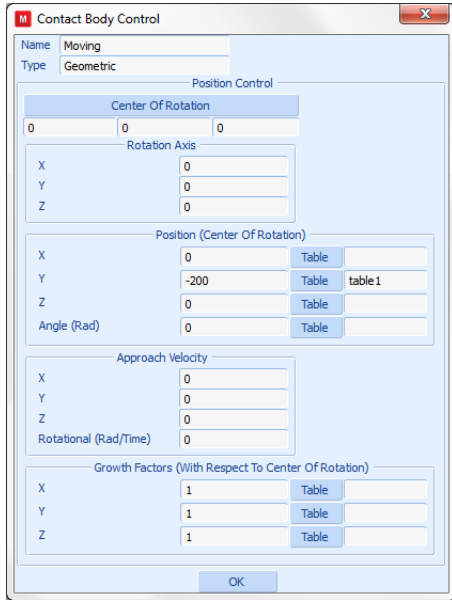 M Contact Body Control X
Name Moving
Type Geometric
Position Control
Center Of Rotation
0 0 0
Rotation Axis
X 0
Y 0
Z 0
Position (Center Of Rotation)
X 0 Table
Y -200 Table table1
Z 0 Table
Angle (Rad) 0 Table
Approach Velocity
X 0
Y 0
Z 0
Rotational (Rad/Time) 0
Growth Factors (With Respect To Center Of Rotation)
X 1 Table
Y 1 Table
Z 1 Table
OK